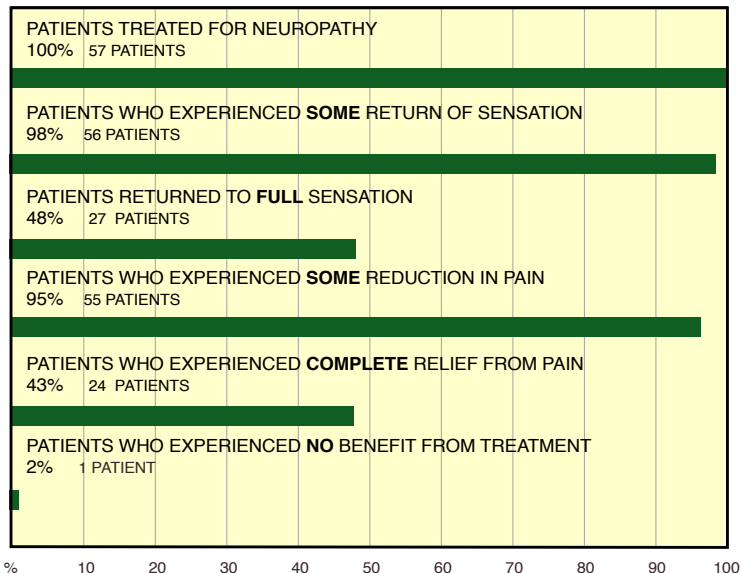 PATIENTS TREATED FOR NEUROPATHY
100% 57 PATIENTS
PATIENTS WHO EXPERIENCED SOME RETURN OF SENSATION
98% 56 PATIENTS
PATIENTS RETURNED TO FULL SENSATION
48% 27 PATIENTS
PATIENTS WHO EXPERIENCED SOME REDUCTION IN PAIN
95% 55 PATIENTS
PATIENTS WHO EXPERIENCED COMPLETE RELIEF FROM PAIN
43% 24 PATIENTS
PATIENTS WHO EXPERIENCED NO BENEFIT FROM TREATMENT
2% 1 PATIENT
% 10 20 30 40 50 60 70 80 90 100